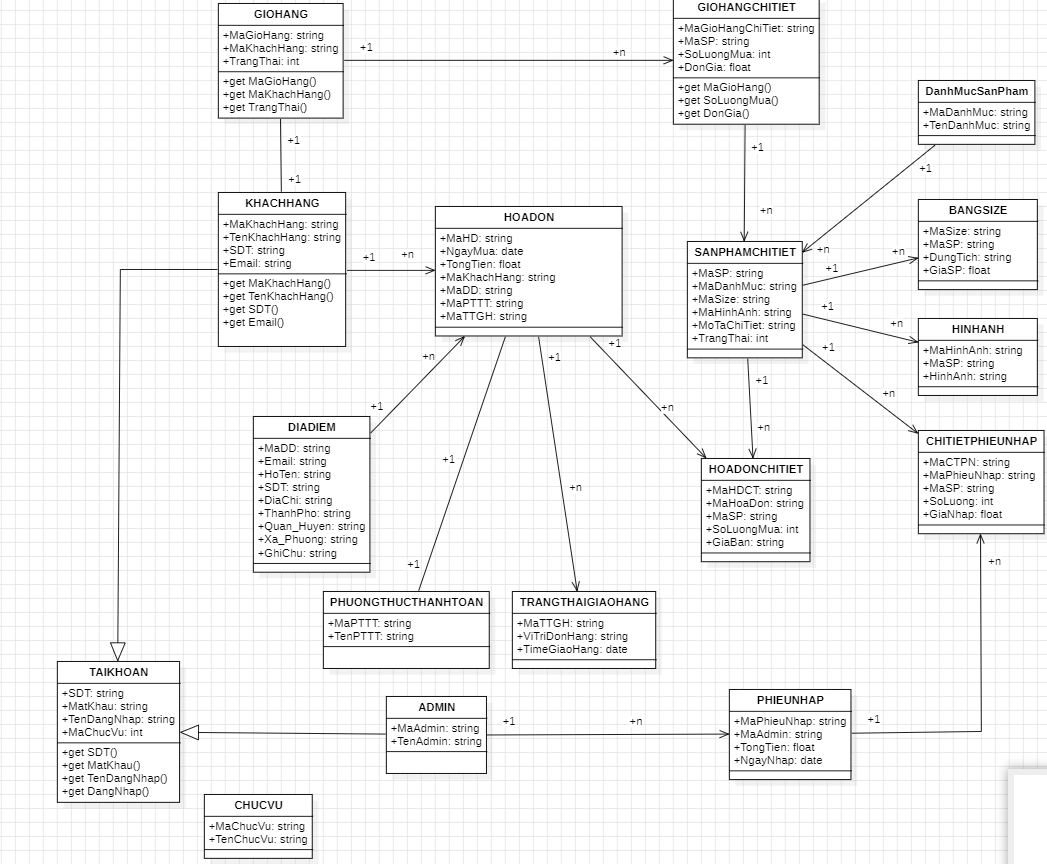 GIOHANG
+MaGioHang: string
+MaKhachHang: string
+TrangThai: int
+get MaGioHang()
+get MaKhachHang()
+get TrangThai()
+1
+n
GIOHANGCHITIET
+MaGioHangChiTiet: string
+MaSP: string
+SoLuongMua: int
+DonGia: float
+get MaGioHang()
+get SoLuongMua()
+get DonGia()
DanhMucSanPham
+MaDanhMuc: string
+TenDanhMuc: string
+1
+1
+1
+n
+1
+n
KHACHHANG
+MaKhachHang: string
+TenKhachHang: string
+SDT: string
+Email: string
+get MaKhachHang()
+get TenKhachHang()
+get SDT()
+get Email()
+1
+n
HOADON
+MaHD: string
+NgayMua: date
+TongTien: float
+MaKhachHang: string
+MaDD: string
+MaPTTT: string
+MaTTGH: string
SANPHAMCHITIET
+MaSP: string
+MaDanhMuc: string
+MaSize: string
+MaHinhAnh: string
+MoTaChiTiet: string
+TrangThai: int
BANGSIZE
+MaSize: string
+MaSP: string
+DungTich: string
+GiaSP: float
+1
+n
HINHANH
+MaHinhAnh: string
+MaSP: string
+HinhAnh: string
+1
+n
+1
+n
CHITIETPHIEUNHAP
+MaCTPN: string
+MaPhieuNhap: string
+MaSP: string
+SoLuong: int
+GiaNhap: float
+n
+1
+n
+1
+1
+n
+1
+n
DIADIEM
+MaDD: string
+Email: string
+HoTen: string
+SDT: string
+DiaChi: string
+ThanhPho: string
+Quan_Huyen: string
+Xa_Phuong: string
+GhiChu: string
HOADONCHITIET
+MaHDCT: string
+MaHoaDon: string
+MaSP: string
+SoLuongMua: int
+GiaBan: string
+1
+1
+n
PHUONGTHUCTHANHTOAN
+MaPTTT: string
+TenPTTT: string
TRANGTHAIGIAOHANG
+MaTTGH: string
+ViTriDonHang: string
+TimeGiaoHang: date
TAIKHOAN
+SDT: string
+MatKhau: string
+TenDangNhap: string
+MaChucVu: int
+get SDT()
+get MatKhau()
+get TenDangNhap()
+get DangNhap()
ADMIN
+MaAdmin: string
+TenAdmin: string
+1
+n
PHIEUNHAP
+MaPhieuNhap: string
+MaAdmin: string
+TongTien: float
+NgayNhap: date
+1
+n
CHUCVU
+MaChucVu: string
+TenChucVu: string